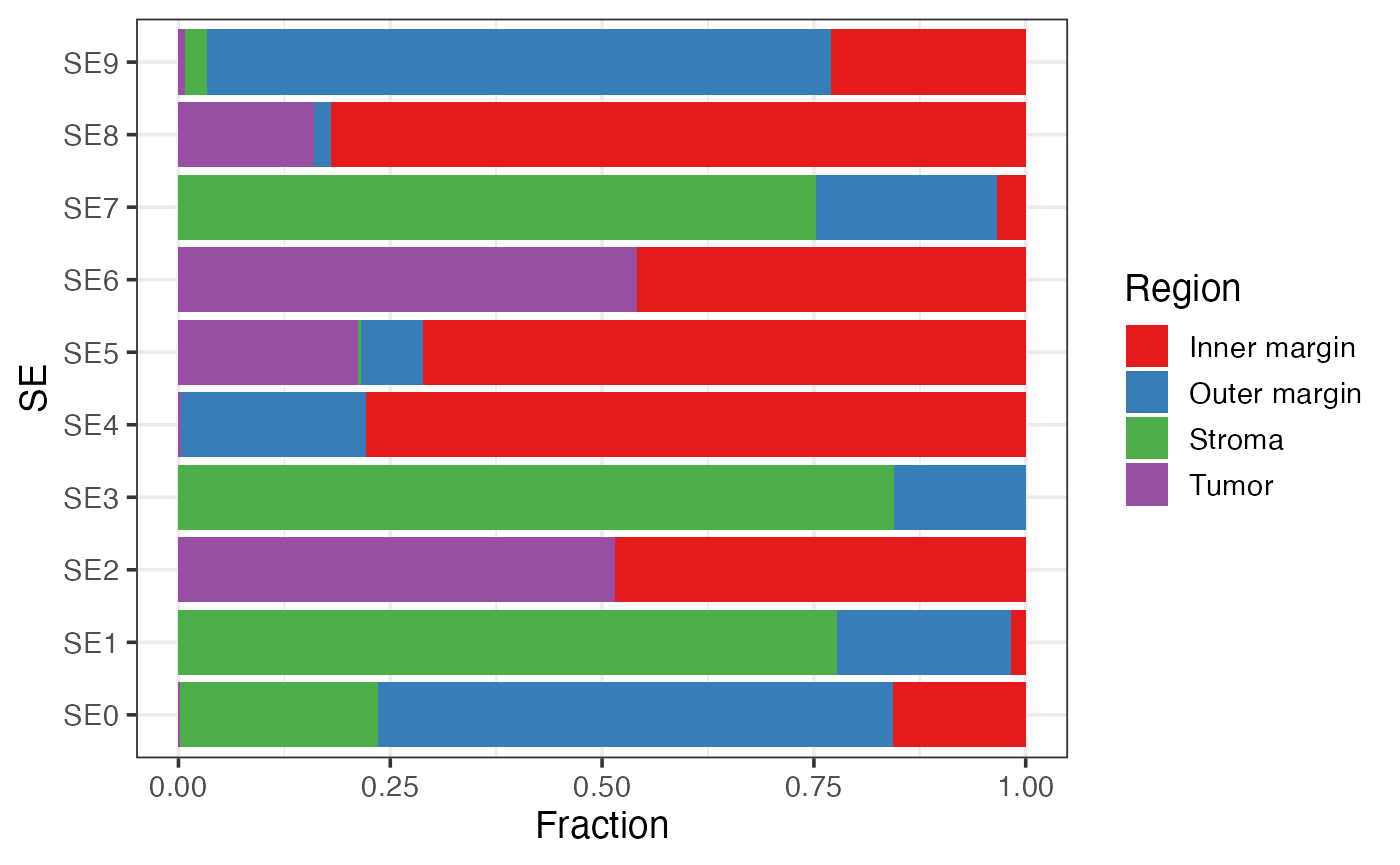 SE9
SE8
SE7
SE6
SE5
SE4
SE3
SE2
SE1
SE0
SE
0.00 0.25 0.50 0.75 1.00
Fraction
Region
Inner margin
Outer margin
Stroma
Tumor